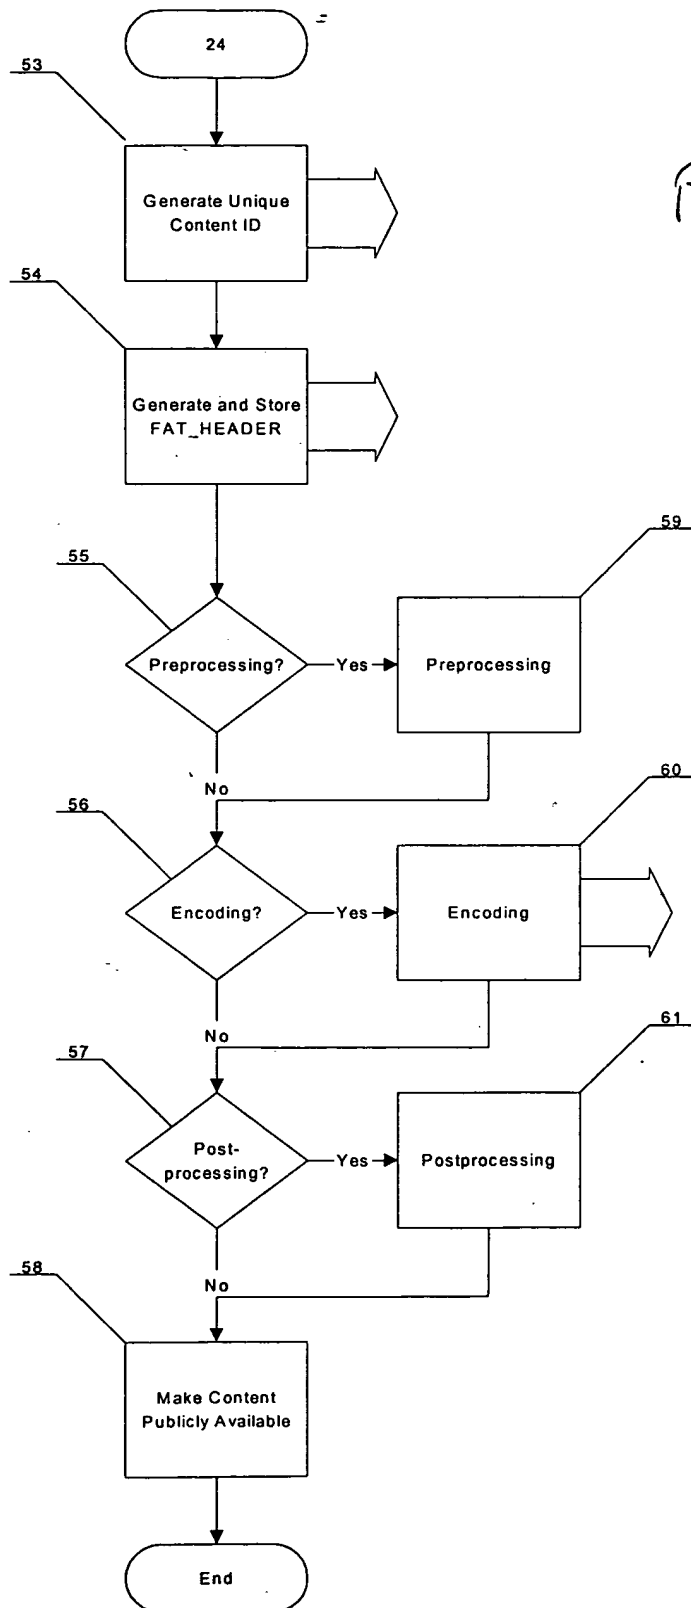 24
53
Generate Unique
Content ID
54
Generate and Store
FAT_HEADER
55
59
Preprocessing?
Yes
Preprocessing
No
56
60
Encoding?
Yes
Encoding
No
57
61
Post-
processing?
Yes
Postprocessing
No
58
Make Content
Publicly Available
End